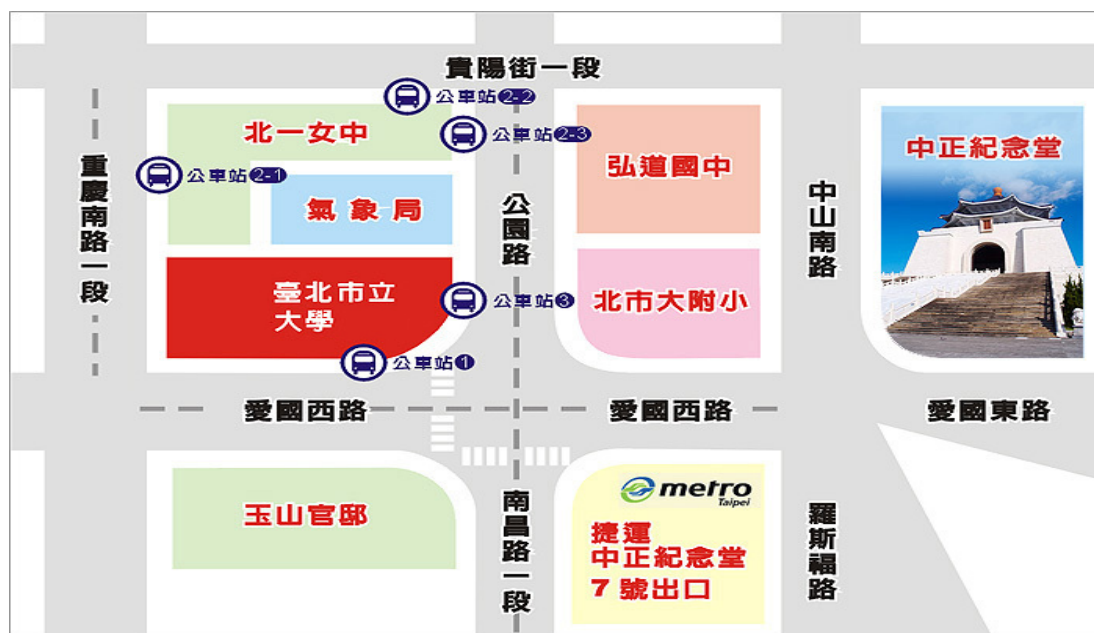 貴陽街一段
公車站2-2
北一女中
公車站2-3
弘道國中
中正紀念堂
重慶南路一段
公車站2-1
氣象局
公園路
中山南路
臺北市立
大學
公車站3
北市大附小
公車站1
愛國西路
愛國西路
愛國東路
玉山官邸
南昌路一段
metro
Taipei
捷運
中正紀念堂
7號出口
羅斯福路